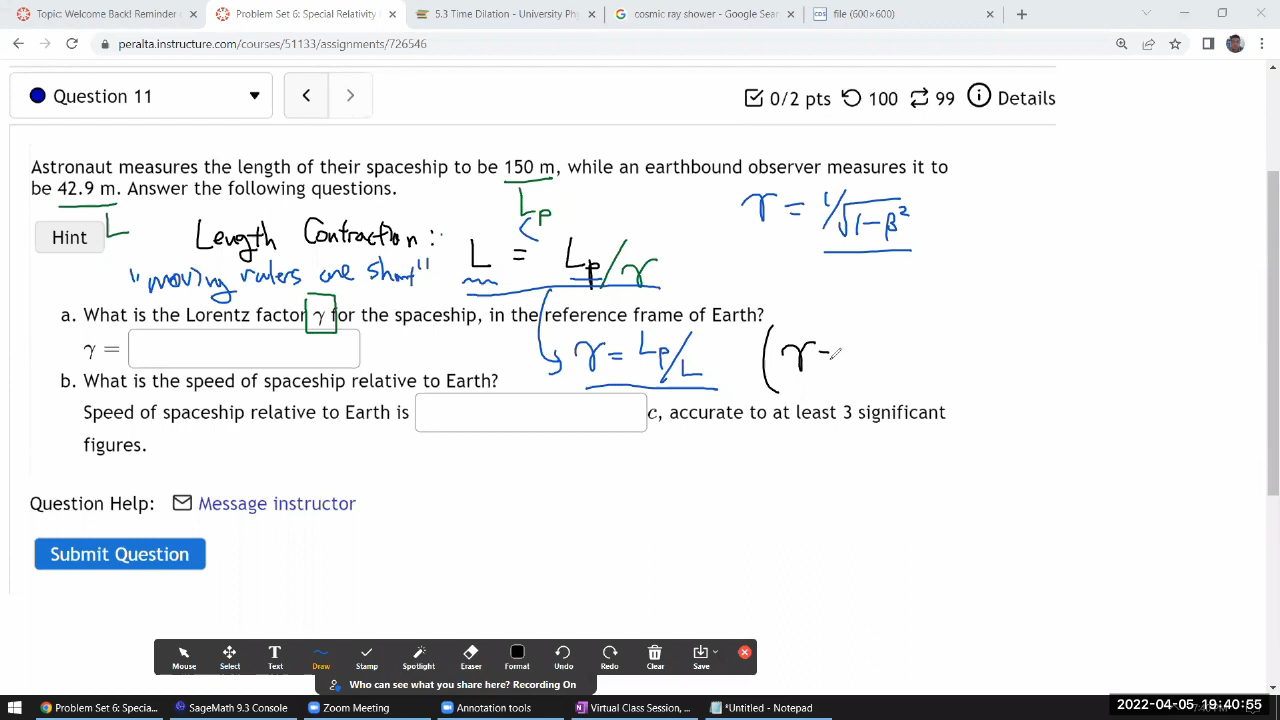 Topic: Welcome Back! Reminder
Problem Set 6: Special Relativity
5.3 Time Dilation - University Phy
cosmic ray shower - Google Sear
file (600×600)
peralta.instructure.com/courses/51133/assignments/726546
Question 11
0/2 pts 100 99 Details
Astronaut measures the length of their spaceship to be 150 m, while an earthbound observer measures it to
be 42.9 m. Answer the following questions.
L
Lp
γ = 1/√1-β²
Hint
Length Contraction:
L = Lp/γ
"moving rulers are short"
a. What is the Lorentz factor γ for the spaceship, in the reference frame of Earth?
γ =
γ = Lp/L
(γ-
b. What is the speed of spaceship relative to Earth?
Speed of spaceship relative to Earth is c, accurate to at least 3 significant
figures.
Question Help: Message instructor
Submit Question
Mouse Select Text Draw Stamp Spotlight Eraser Format Undo Redo Clear Save
Who can see what you share here? Recording On
Problem Set 6: Specia... SageMath 9.3 Console Zoom Meeting Annotation tools Virtual Class Session, ... *Untitled - Notepad
2022-04-05 19:40:55